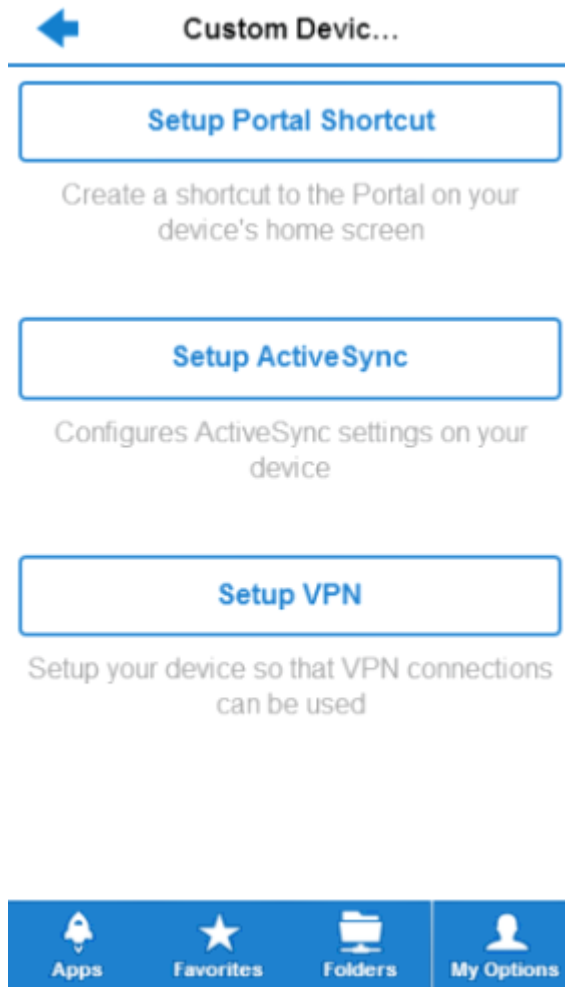 Custom Devic...
Setup Portal Shortcut
Create a shortcut to the Portal on your
device's home screen
Setup ActiveSync
Configures ActiveSync settings on your
device
Setup VPN
Setup your device so that VPN connections
can be used
Apps Favorites Folders My Options